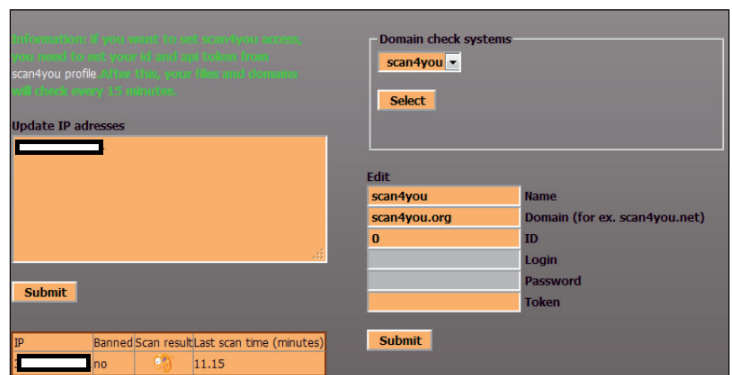 Information: if you want to set scan4you access,
you need to set your id and api token from
scan4you profile.After this, your files and domains
will check every 15 minutes.
Update IP adresses
Submit
IP Banned Scan result Last scan time (minutes)
no 11.15
Domain check systems
scan4you
Select
Edit
scan4you Name
scan4you.org Domain (for ex. scan4you.net)
0 ID
Login
Password
Token
Submit